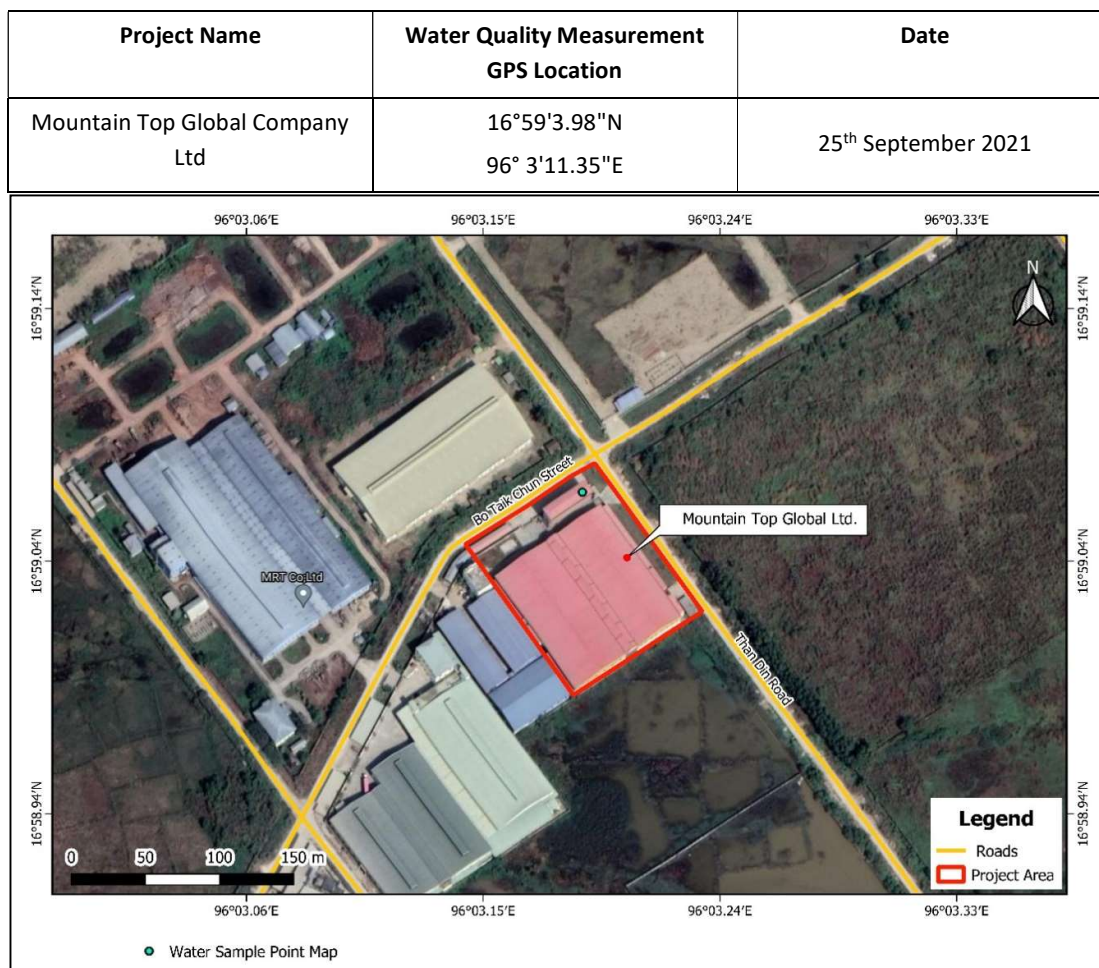 Project Name
Water Quality Measurement
GPS Location
Date
Mountain Top Global Company
Ltd
16°59'3.98"N
96° 3'11.35"E
25th September 2021
96°03.06'E
96°03.15'E
96°03.24'E
96°03.33'E
16°59.14'N
16°59.14'N
N
Bo Taik Chun Street
Mountain Top Global Ltd.
16°59.04'N
16°59.04'N
MRT Co;Ltd
Than Din Road
16°58.94'N
16°58.94'N
Legend
Roads
Project Area
0 50 100 150 m
96°03.06'E
96°03.15'E
96°03.24'E
96°03.33'E
Water Sample Point Map